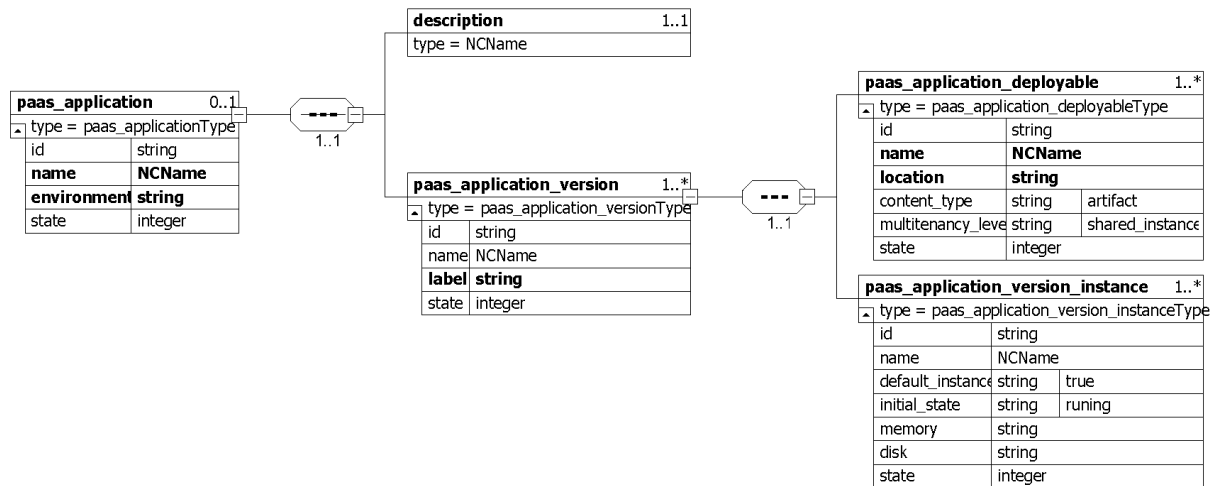 description 1..1
type = NCName
paas_application 0..1
type = paas_applicationType
id string
name NCName
environment string
state integer
1..1
paas_application_version 1..*
type = paas_application_versionType
id string
name NCName
label string
state integer
1..1
paas_application_deployable 1..*
type = paas_application_deployableType
id string
name NCName
location string
content_type string artifact
multitenancy_leve string shared_instance
state integer
paas_application_version_instance 1..*
type = paas_application_version_instanceType
id string
name NCName
default_instance string true
initial_state string runing
memory string
disk string
state integer